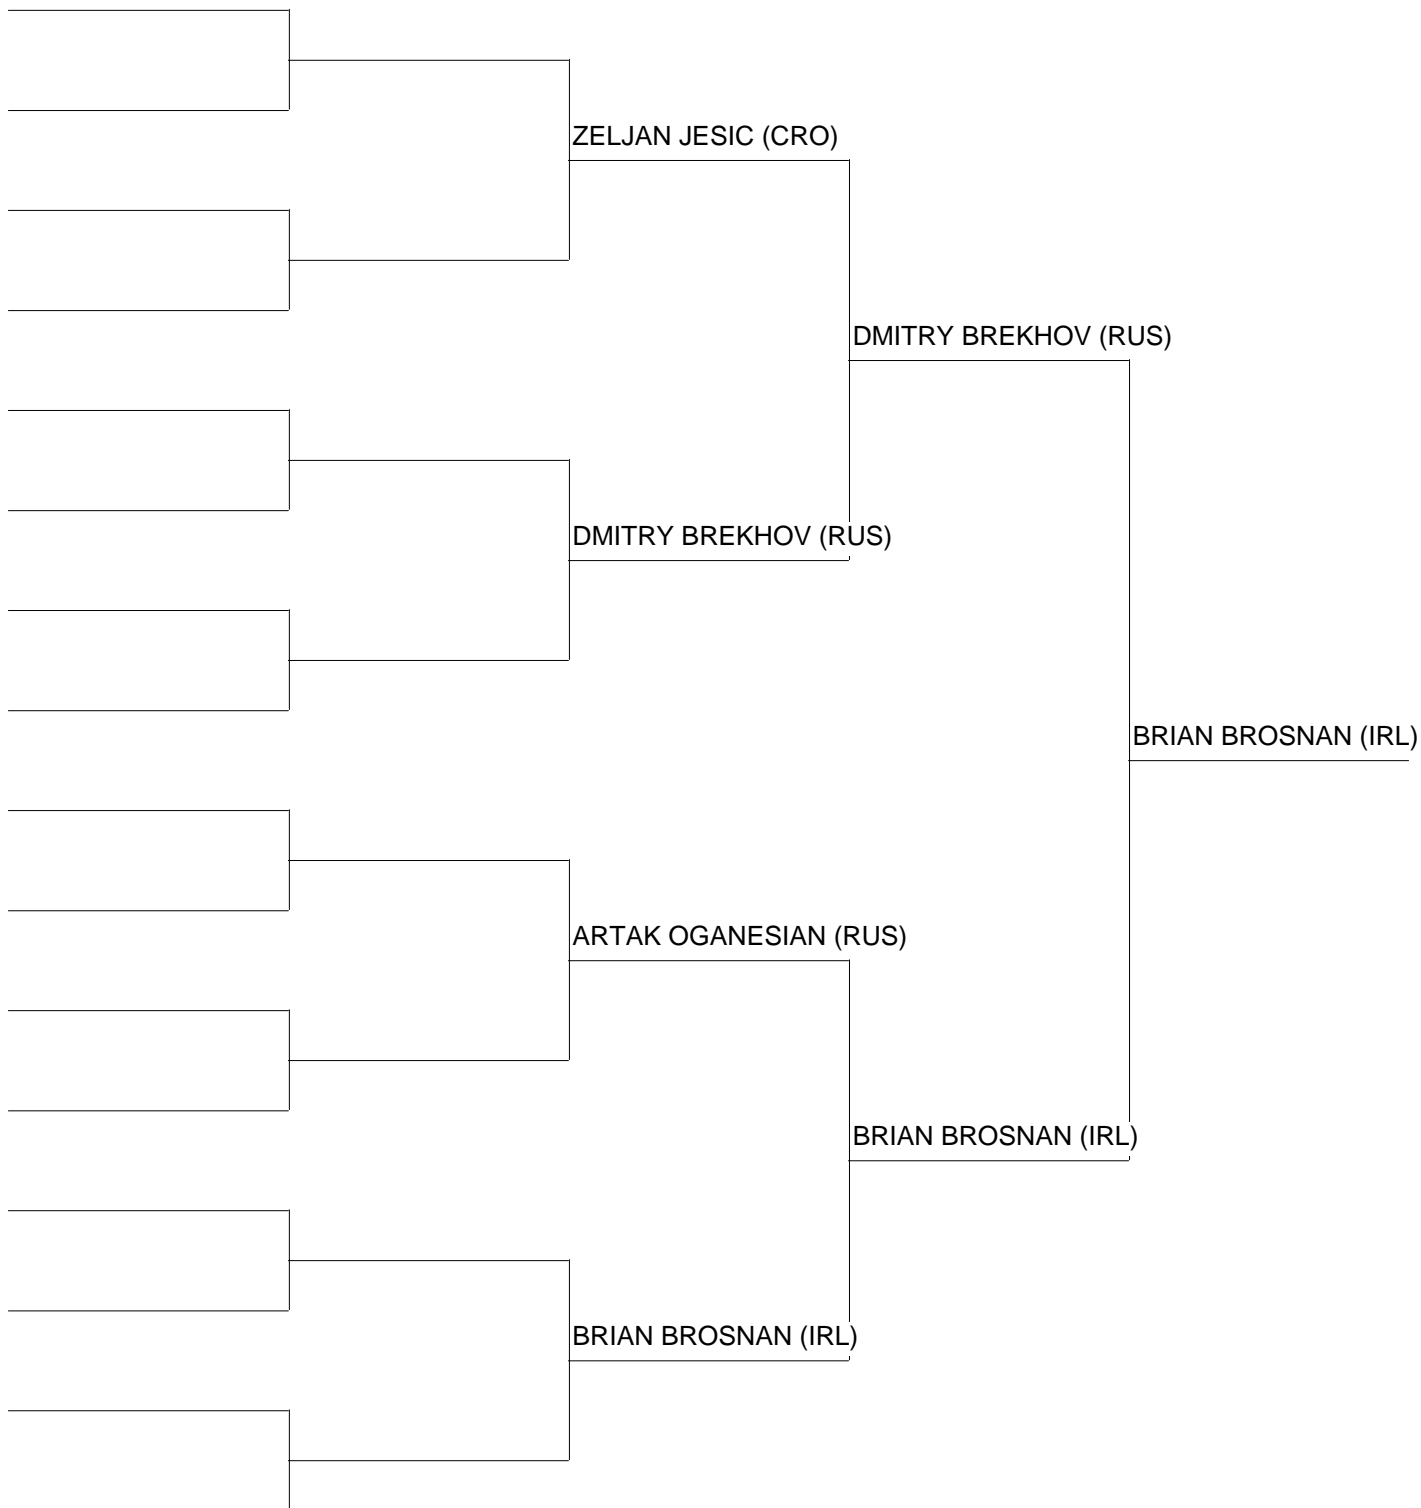 ZELJAN JESIC (CRO)
DMITRY BREKHOV (RUS)
DMITRY BREKHOV (RUS)
BRIAN BROSNAN (IRL)
ARTAK OGANESIAN (RUS)
BRIAN BROSNAN (IRL)
BRIAN BROSNAN (IRL)